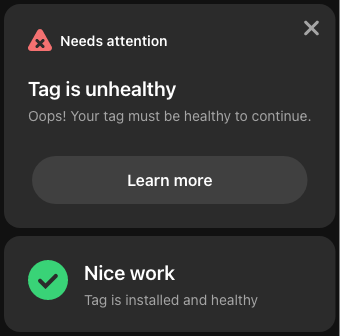 Needs attention
Tag is unhealthy
Oops! Your tag must be healthy to continue.
Learn more
Nice work
Tag is installed and healthy